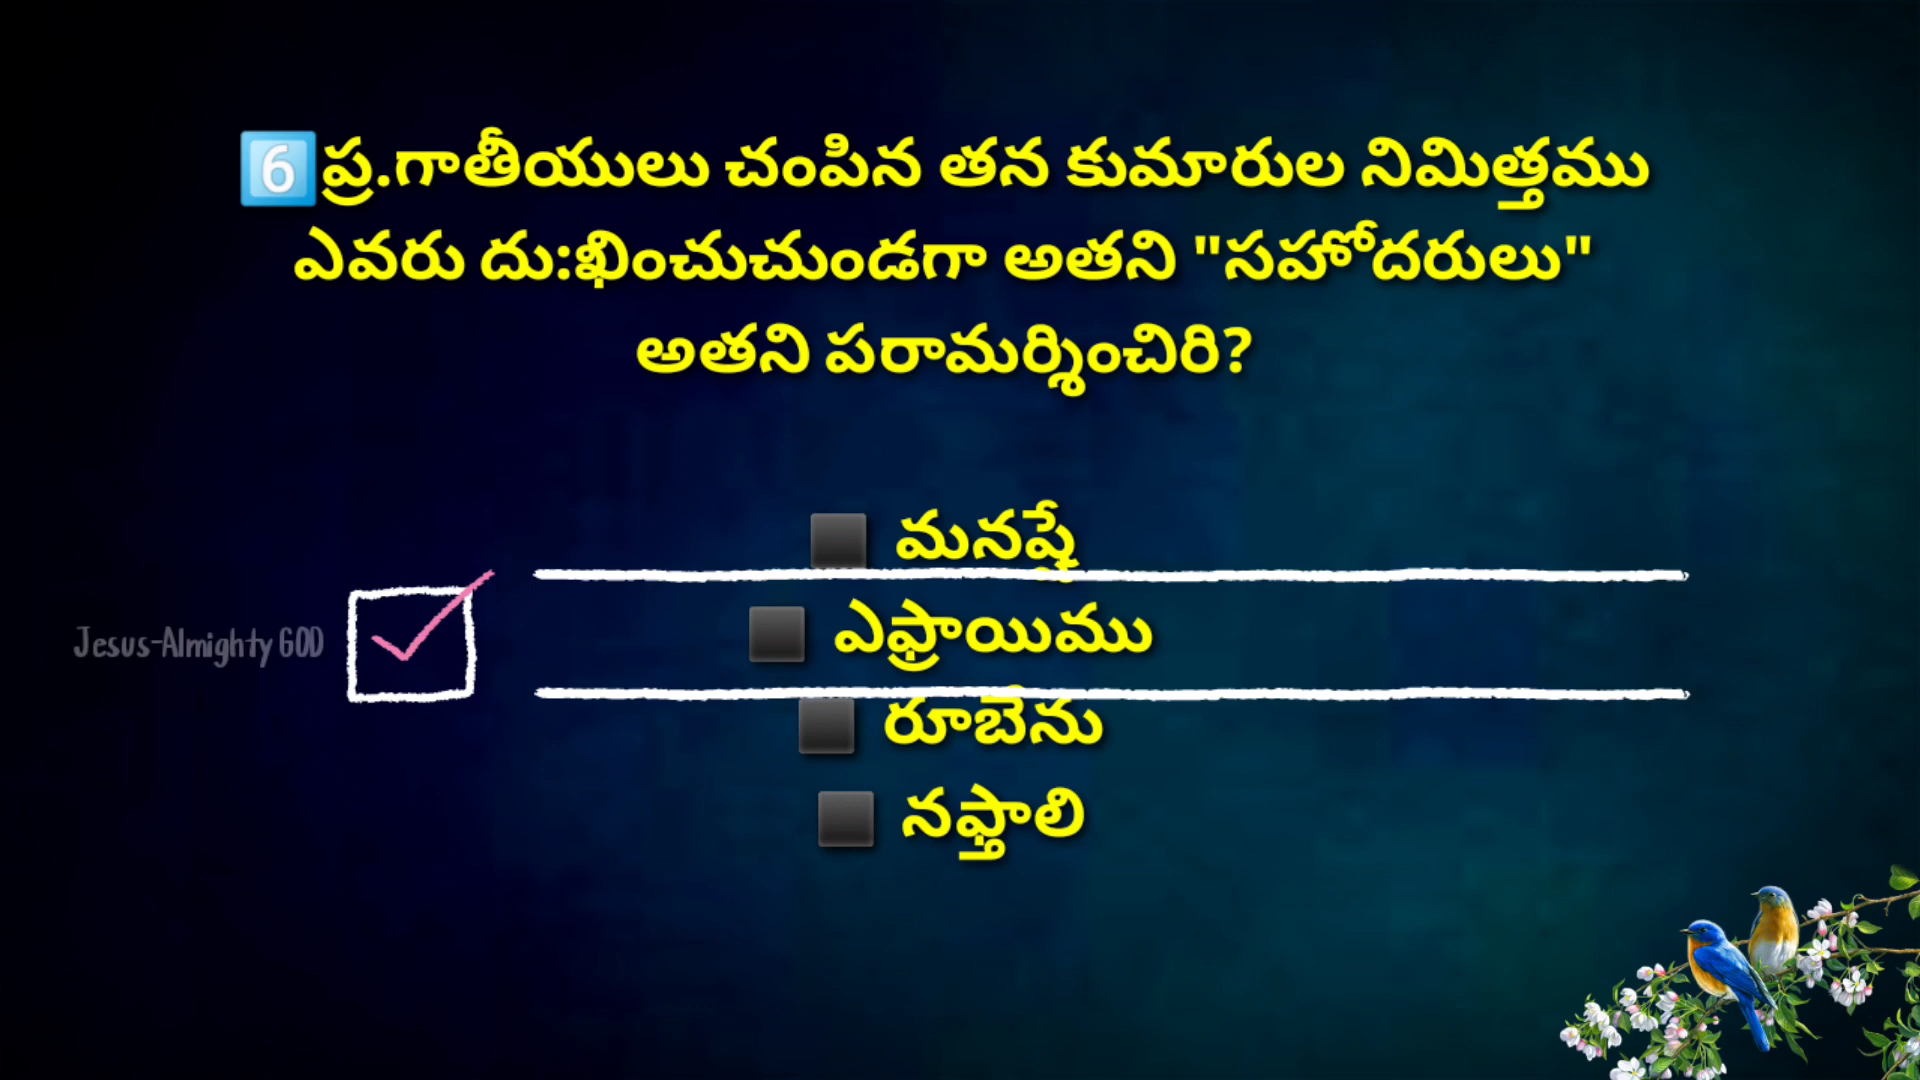 6️⃣ప్ర.గాతీయులు చంపిన తన కుమారుల నిమిత్తము
ఎవరు దు:ఖించుచుండగా అతని "సహోదరులు"
అతని పరామర్శించిరి?
◾ మనష్షే
◾ ఎఫ్రాయిము
Jesus-Almighty GOD
◾ రూబేను
◾ నఫ్తాలి